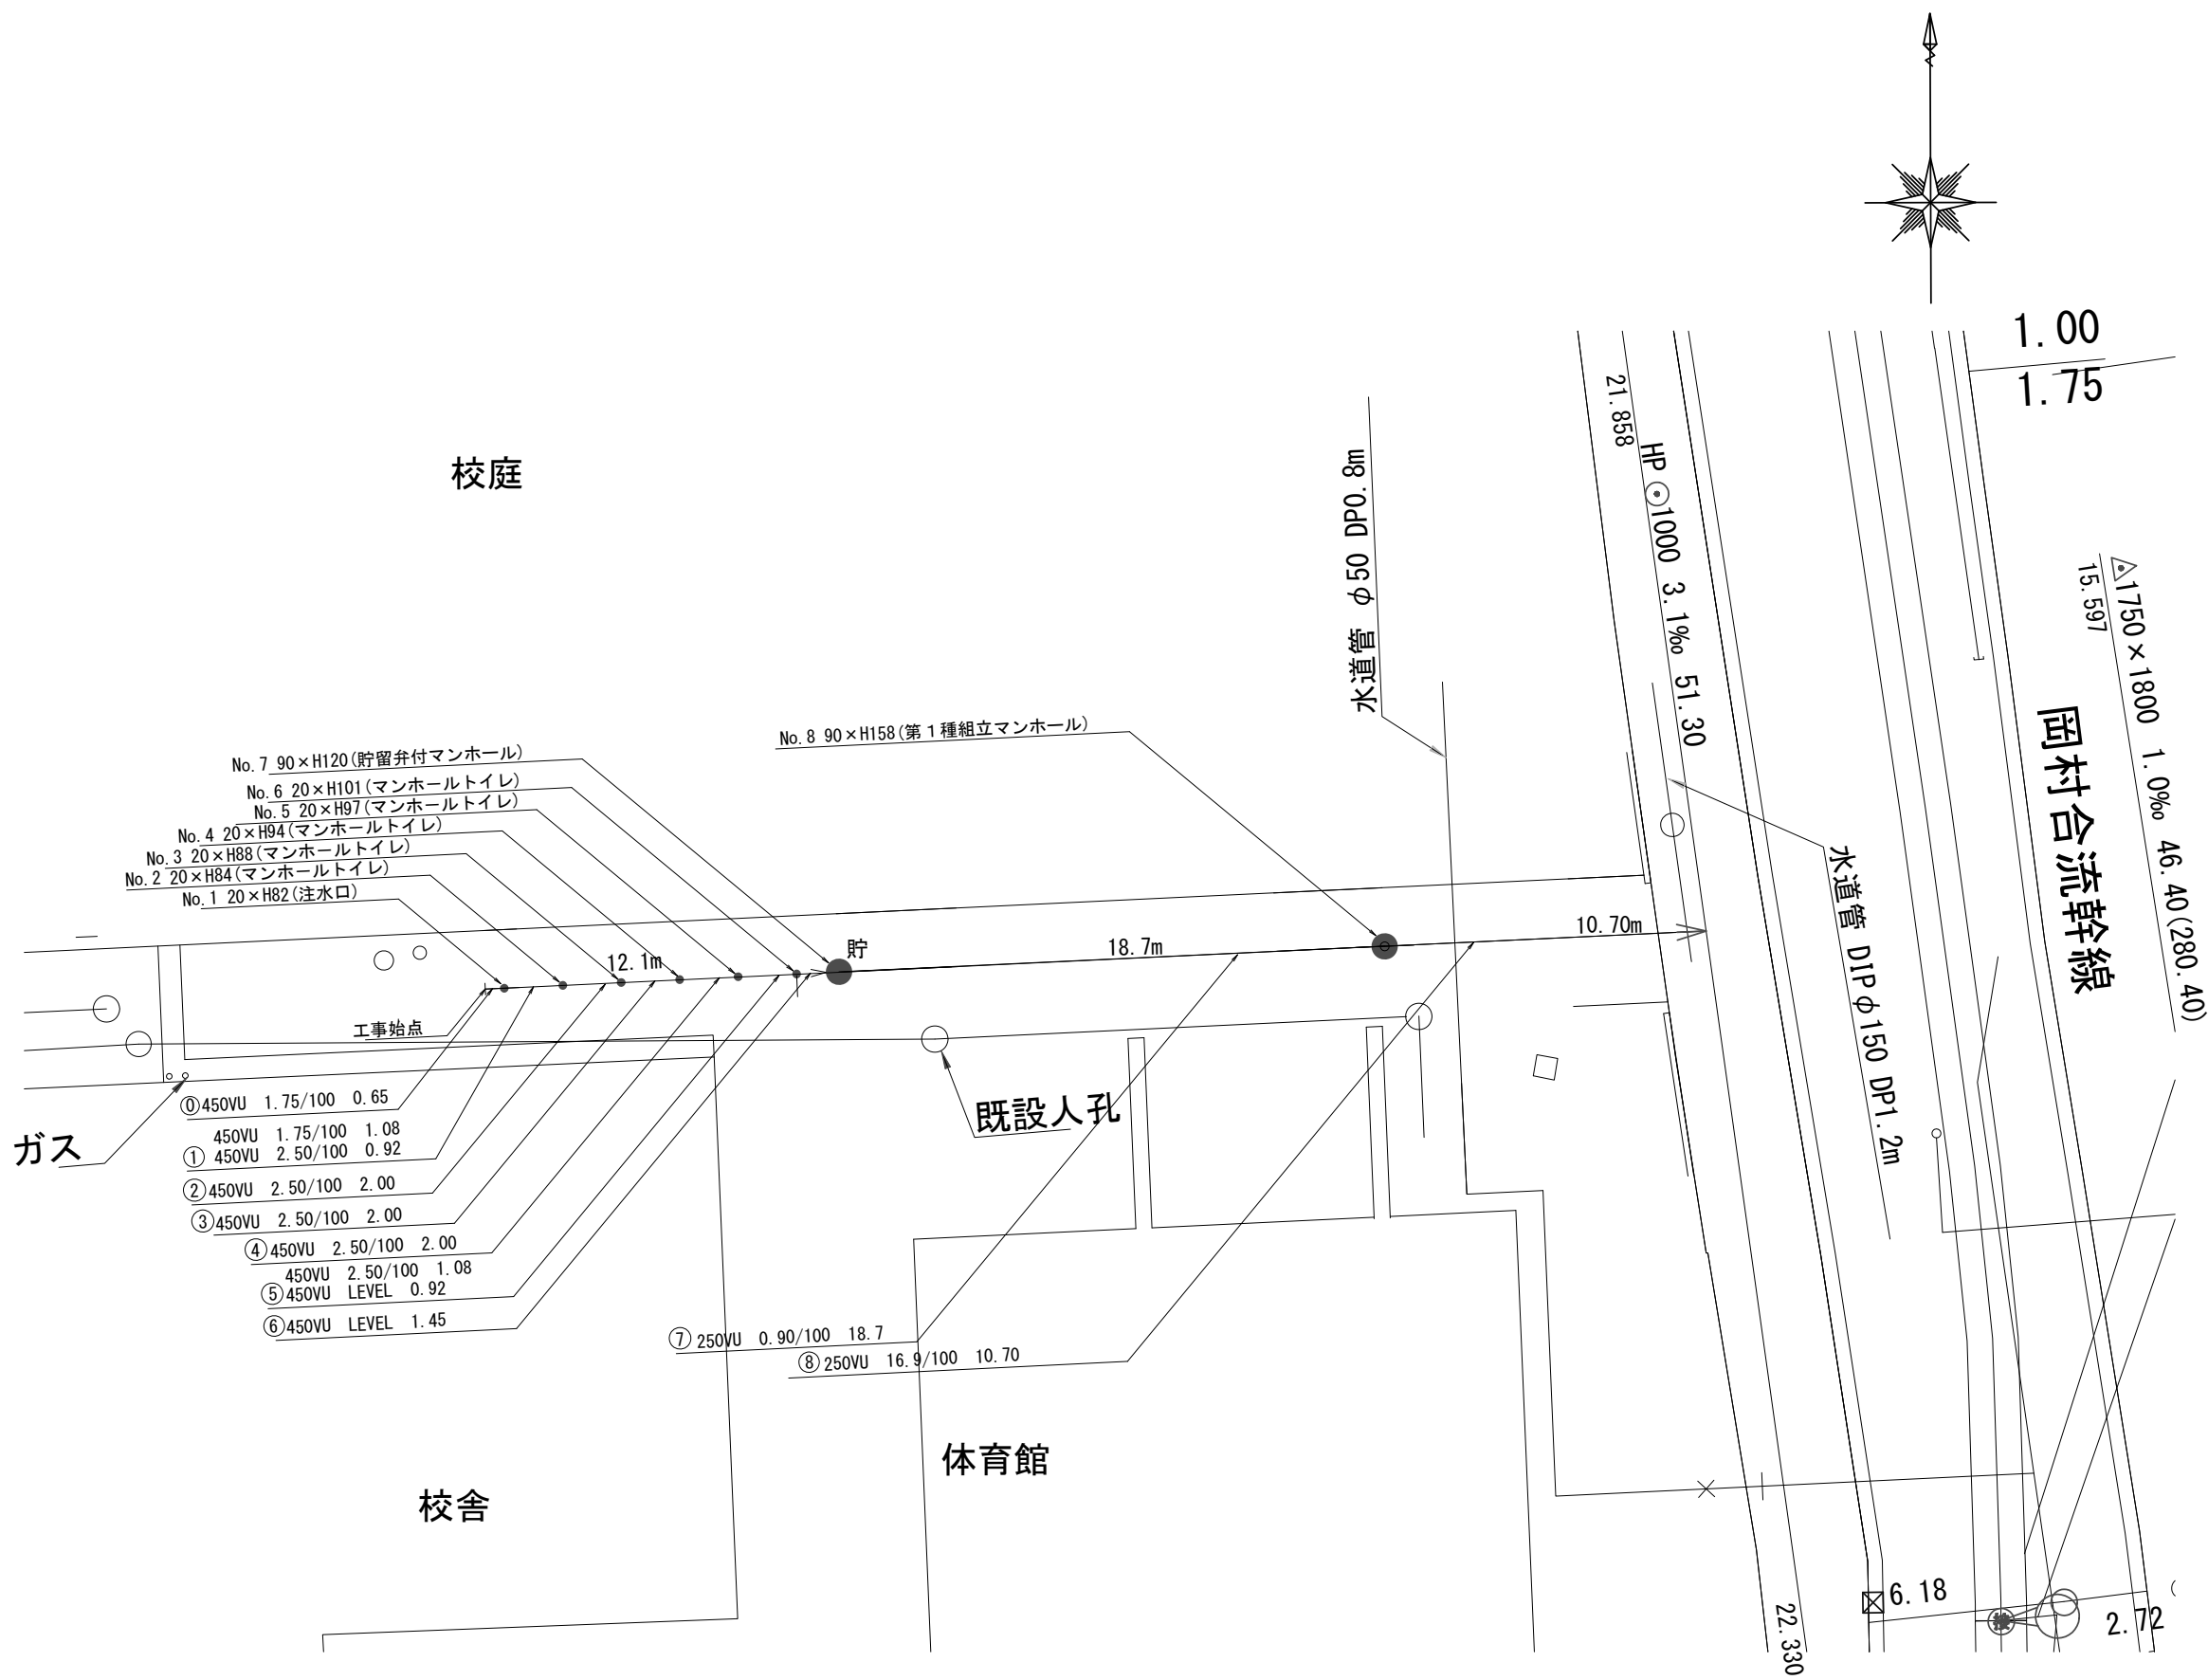 1.00
1.75
21.858
HP ⊙1000 3.1‰ 51.30
校庭
水道管 φ50 DP0.8m
1750×1800 1.0‰ 46.40(280.40)
15.597
岡村合流幹線
No.8 90×H158(第1種組立マンホール)
No.7 90×H120(貯留弁付マンホール)
No.6 20×H101(マンホールトイレ)
No.5 20×H97(マンホールトイレ)
No.4 20×H94(マンホールトイレ)
No.3 20×H88(マンホールトイレ)
No.2 20×H84(マンホールトイレ)
No.1 20×H82(注水口)
水道管 DIPφ150 DP1.2m
12.1m
貯
18.7m
10.70m
工事始点
ガス
既設人孔
⓪450VU 1.75/100 0.65
450VU 1.75/100 1.08
① 450VU 2.50/100 0.92
②450VU 2.50/100 2.00
③450VU 2.50/100 2.00
④450VU 2.50/100 2.00
450VU 2.50/100 1.08
⑤450VU LEVEL 0.92
⑥450VU LEVEL 1.45
⑦ 250VU 0.90/100 18.7
⑧250VU 16.9/100 10.70
体育館
校舎
6.18
2.72
22.330